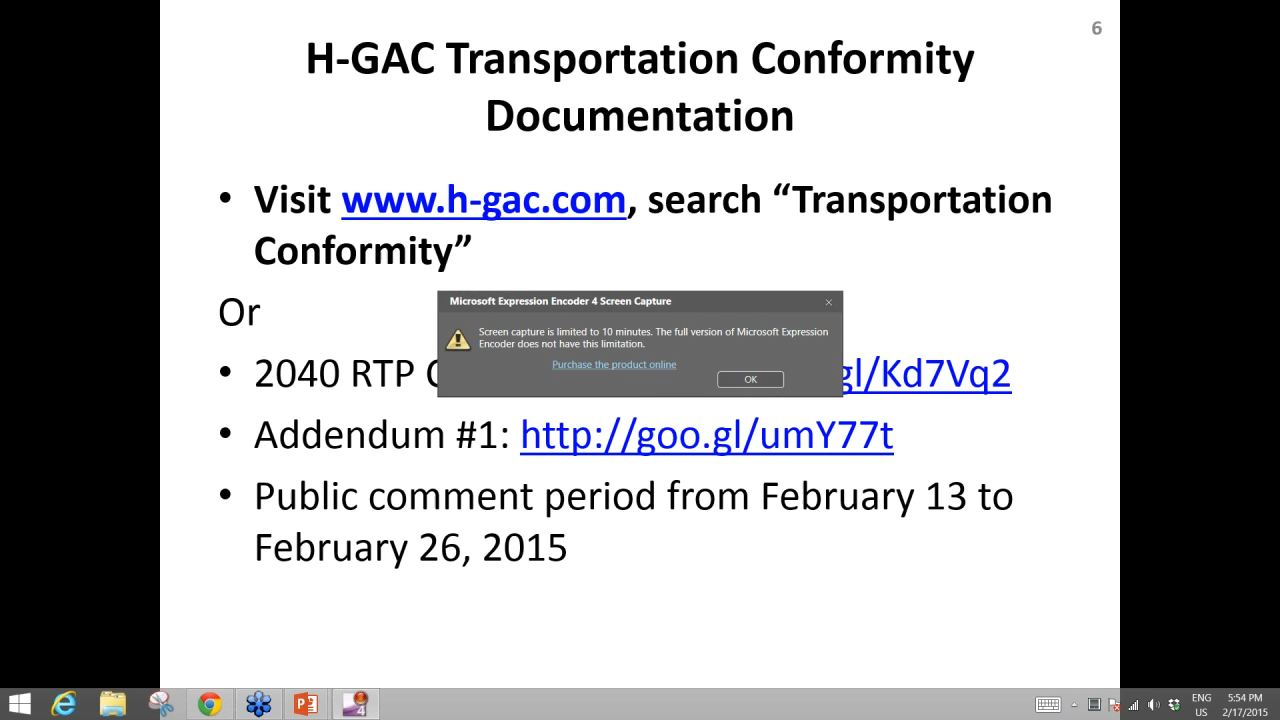 6
H-GAC Transportation Conformity
Documentation
• Visit www.h-gac.com, search “Transportation
Conformity”
Or
Microsoft Expression Encoder 4 Screen Capture
Screen capture is limited to 10 minutes. The full version of Microsoft Expression
Encoder does not have this limitation.
Purchase the product online
OK
• 2040 RTP gl/Kd7Vq2
• Addendum #1: http://goo.gl/umY77t
• Public comment period from February 13 to
February 26, 2015
ENG
US
5:54 PM
2/17/2015